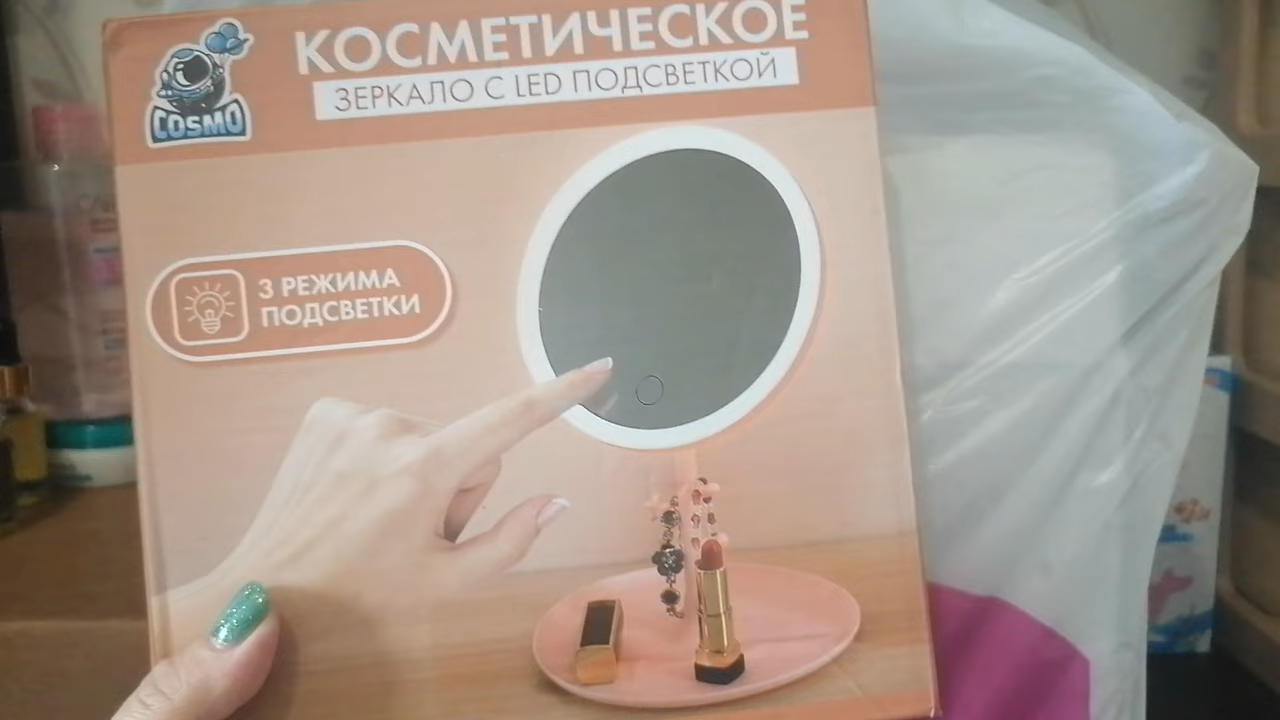 КОСМЕТИЧЕСКОЕ
ЗЕРКАЛО С LED ПОДСВЕТКОЙ
COSMO
3 РЕЖИМА
ПОДСВЕТКИ